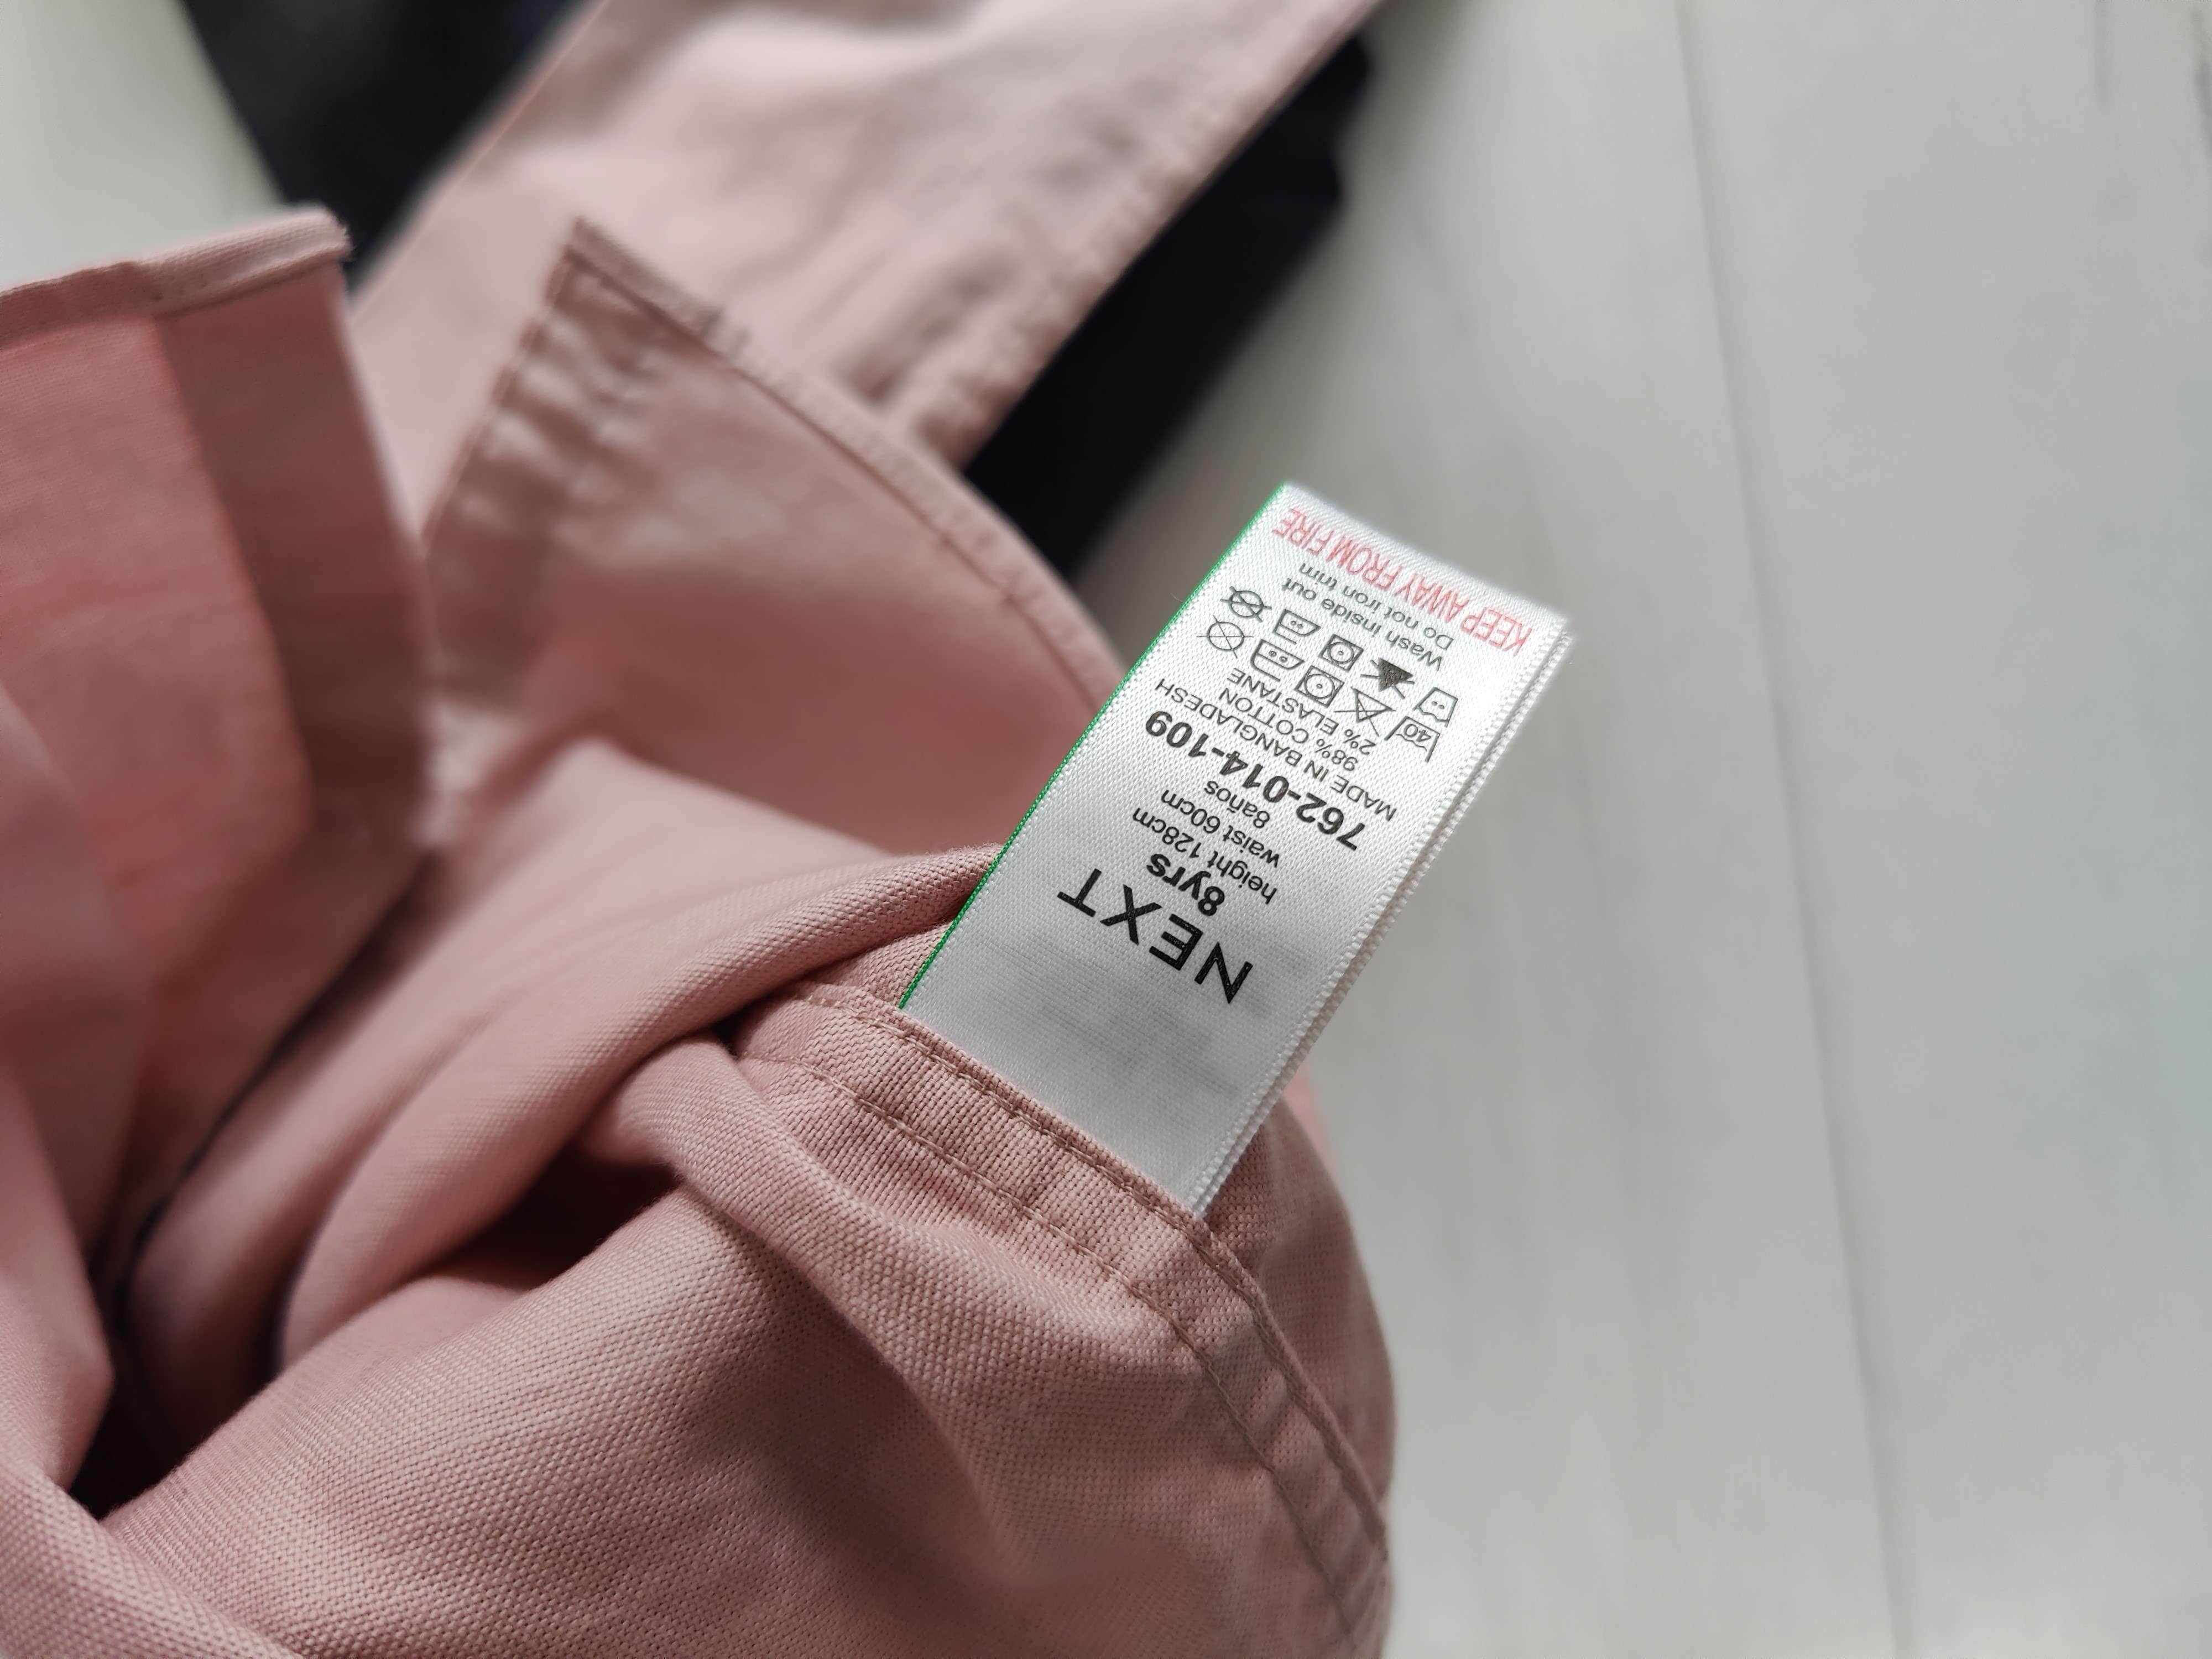 NEXT
8yrs
height 128cm
waist 60cm
8años
762-014-109
MADE IN BANGLADESH
98% COTTON
2% ELASTANE
40
Wash inside out
Do not iron trim
KEEP AWAY FROM FIRE